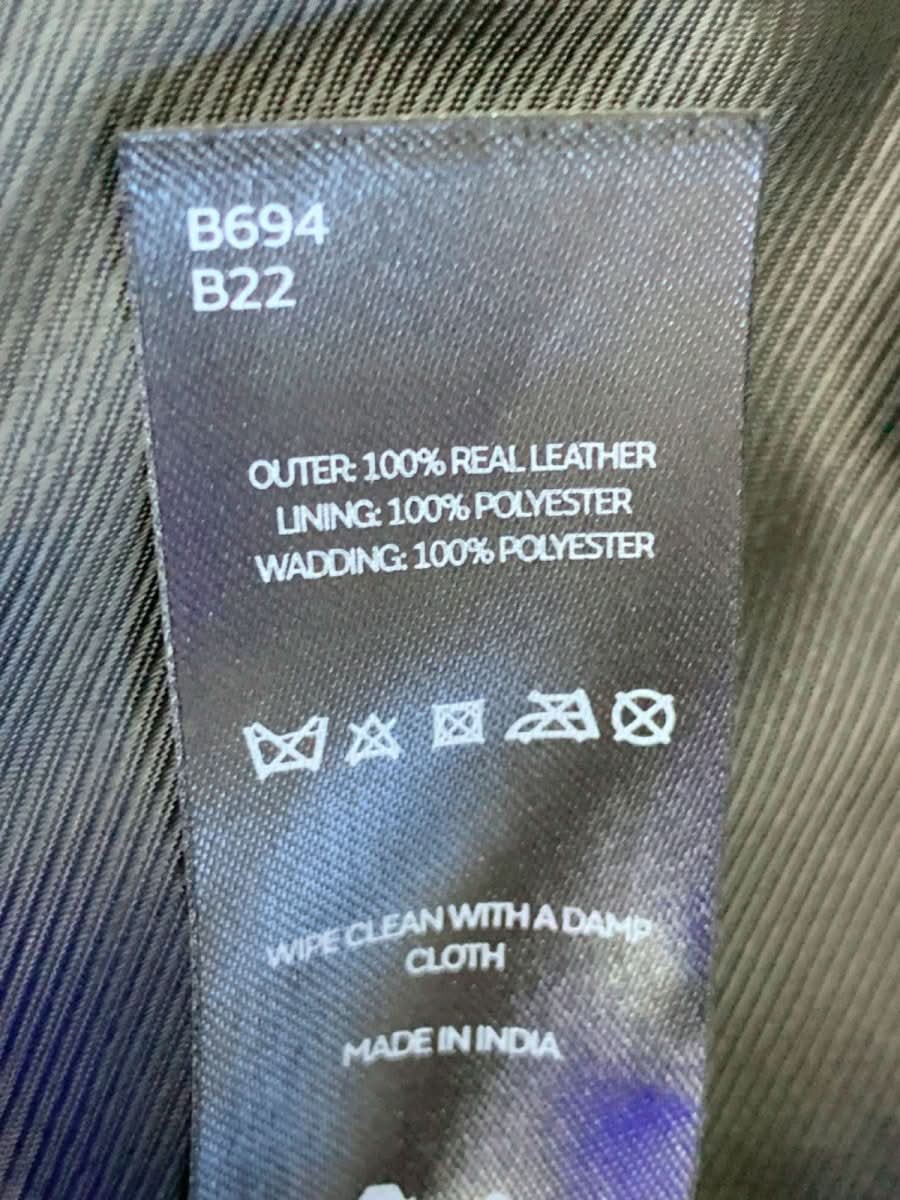 B694
B22
OUTER: 100% REAL LEATHER
LINING: 100% POLYESTER
WADDING: 100% POLYESTER
WIPE CLEAN WITH A DAMP
CLOTH
MADE IN INDIA